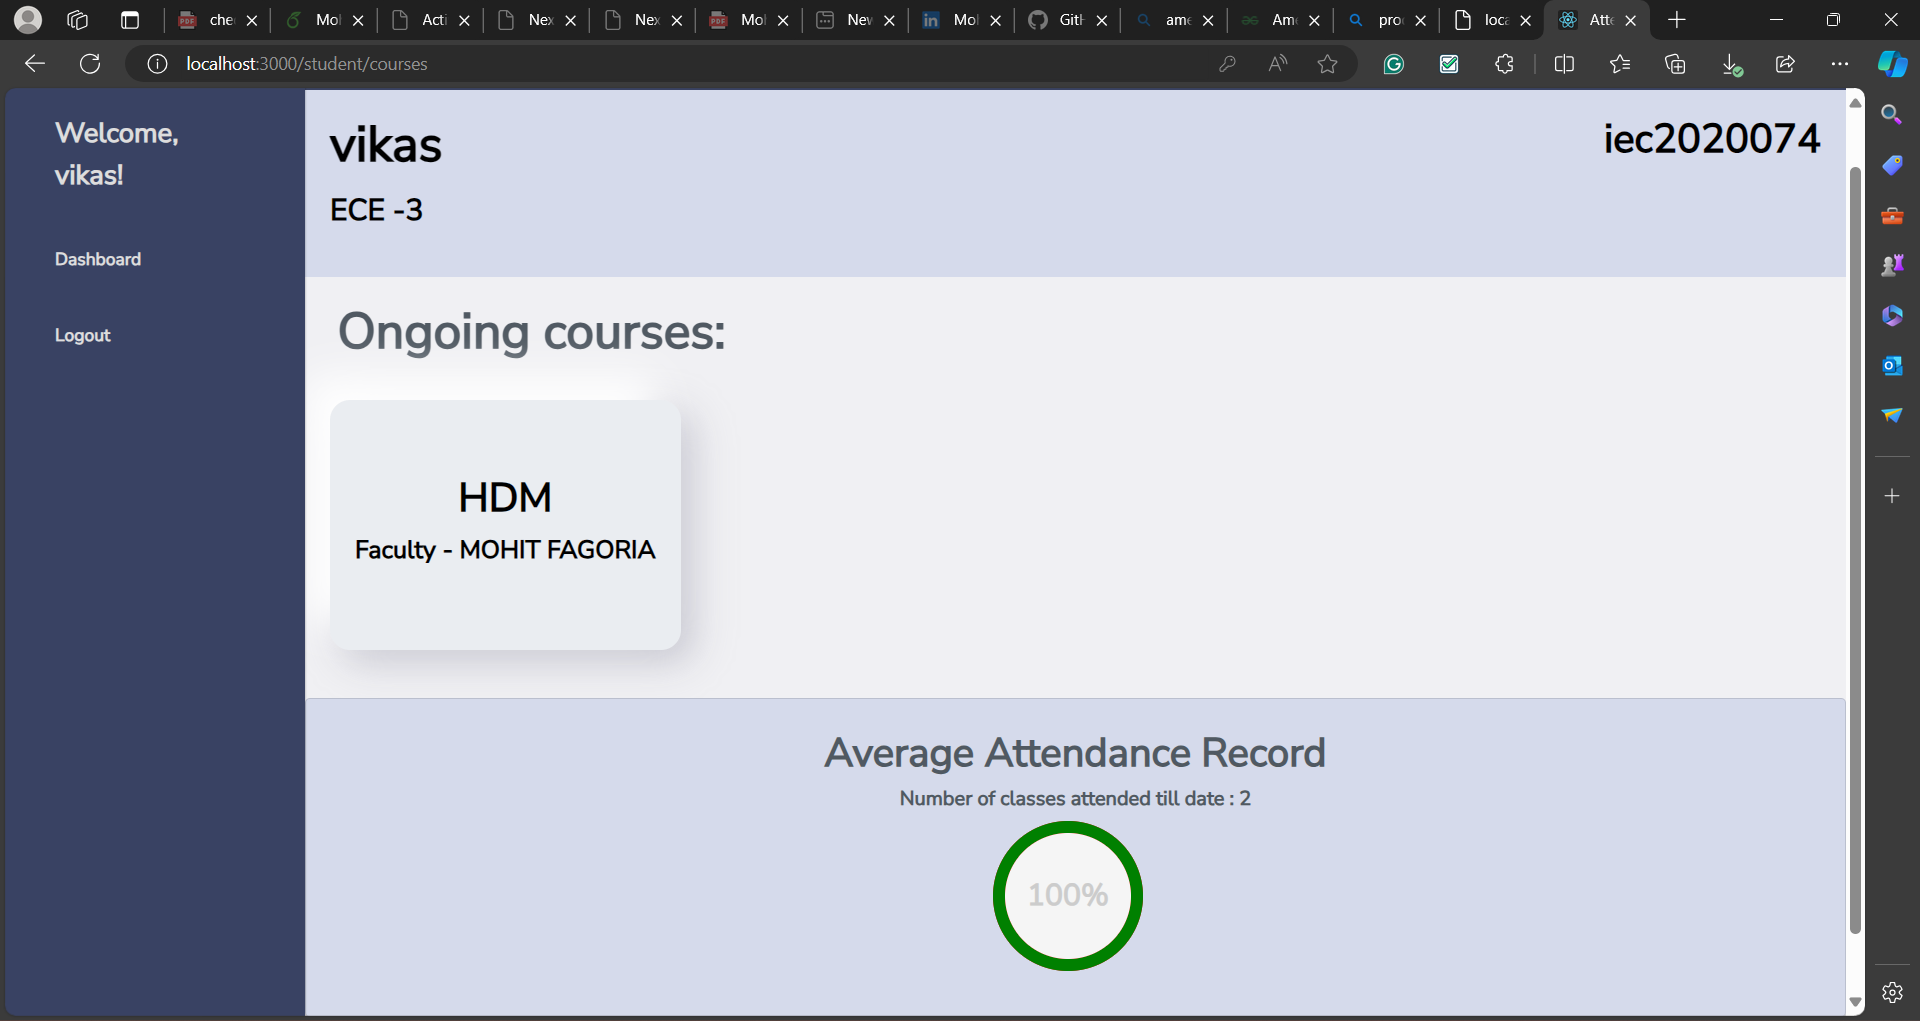 che
Mol
Acti
Nex
Nex
Mol
New
in
Mol
GitH
ame
Am
pro
loca
Atte
localhost:3000/student/courses
Welcome,
vikas!
Dashboard
Logout
vikas
iec2020074
ECE -3
Ongoing courses:
HDM
Faculty - MOHIT FAGORIA
Average Attendance Record
Number of classes attended till date : 2
100%